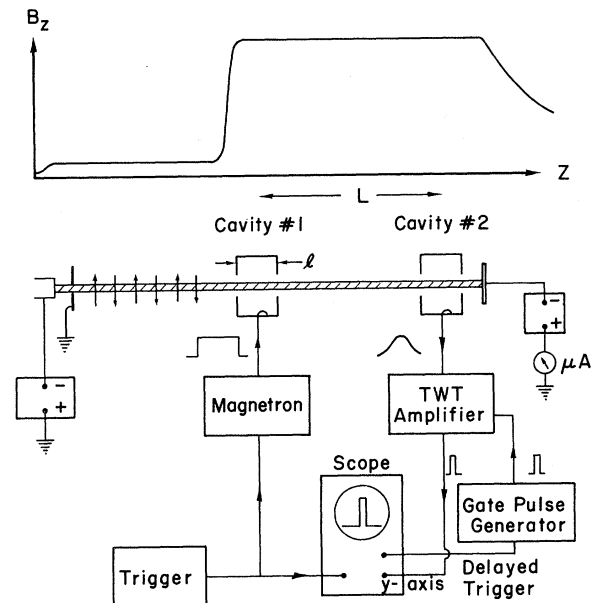 B_z
Z
L
Cavity #1
Cavity #2
ℓ
-
+
μA
-
+
Magnetron
TWT
Amplifier
Scope
Gate Pulse
Generator
Trigger
y-axis
Delayed
Trigger